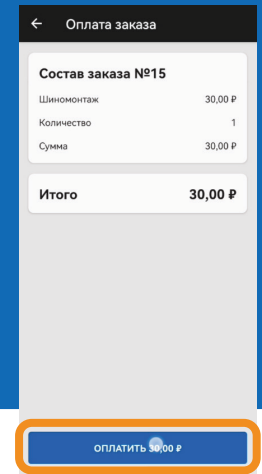 ← Оплата заказа
Состав заказа №15
Шиномонтаж 30,00 ₽
Количество 1
Сумма 30,00 ₽
Итого 30,00 ₽
ОПЛАТИТЬ 30,00 ₽